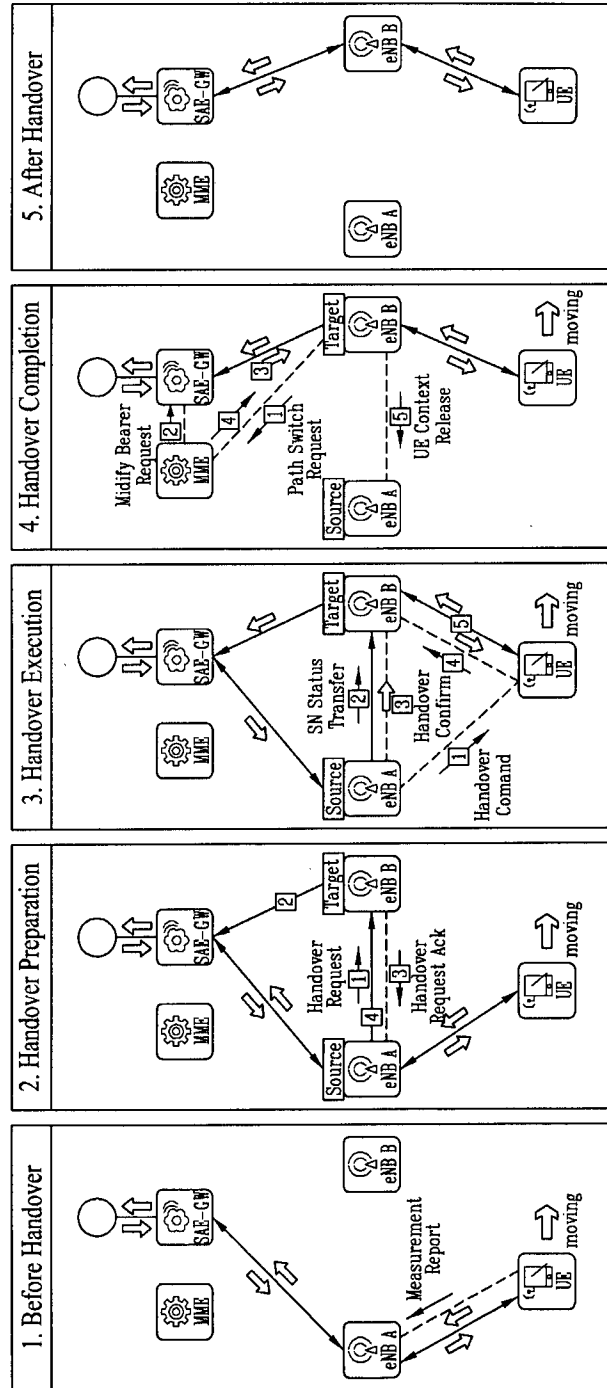 1. Before Handover
MME
SAE-GW
eNB A
eNB B
Measurement
Report
UE
moving
2. Handover Preparation
MME
SAE-GW
2
Source
eNB A
Target
eNB B
Handover
Request
1
4
3
Handover
Request Ack
UE
moving
3. Handover Execution
MME
SAE-GW
Source
eNB A
Target
eNB B
SN Status
Transfer
2
3
Handover
Confirm
4
5
1
Handover
Comand
UE
moving
4. Handover Completion
Midify Bearer
Request
2
MME
SAE-GW
4
3
1
Path Switch
Request
Source
eNB A
Target
eNB B
5
UE Context
Release
UE
moving
5. After Handover
MME
SAE-GW
eNB A
eNB B
UE